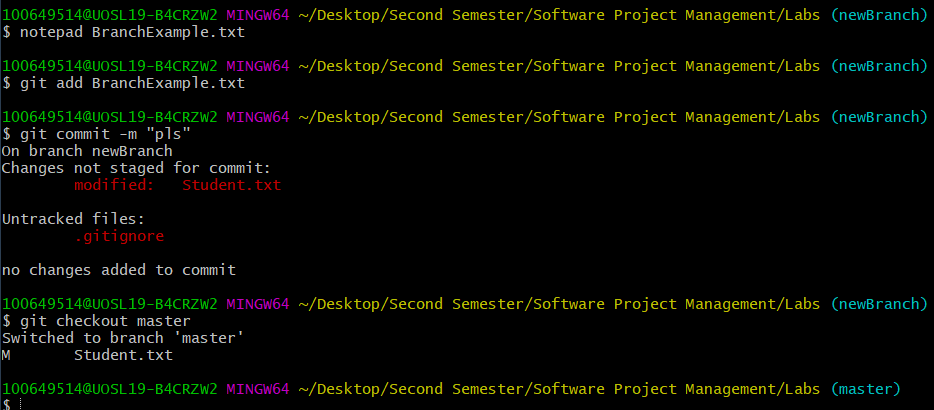 100649514@UOSL19-B4CRZW2 MINGW64 ~/Desktop/Second Semester/Software Project Management/Labs (newBranch)
$ notepad BranchExample.txt
100649514@UOSL19-B4CRZW2 MINGW64 ~/Desktop/Second Semester/Software Project Management/Labs (newBranch)
$ git add BranchExample.txt
100649514@UOSL19-B4CRZW2 MINGW64 ~/Desktop/Second Semester/Software Project Management/Labs (newBranch)
$ git commit -m "pls"
On branch newBranch
Changes not staged for commit:
        modified:   Student.txt
Untracked files:
        .gitignore
no changes added to commit
100649514@UOSL19-B4CRZW2 MINGW64 ~/Desktop/Second Semester/Software Project Management/Labs (newBranch)
$ git checkout master
Switched to branch 'master'
M       Student.txt
100649514@UOSL19-B4CRZW2 MINGW64 ~/Desktop/Second Semester/Software Project Management/Labs (master)
$